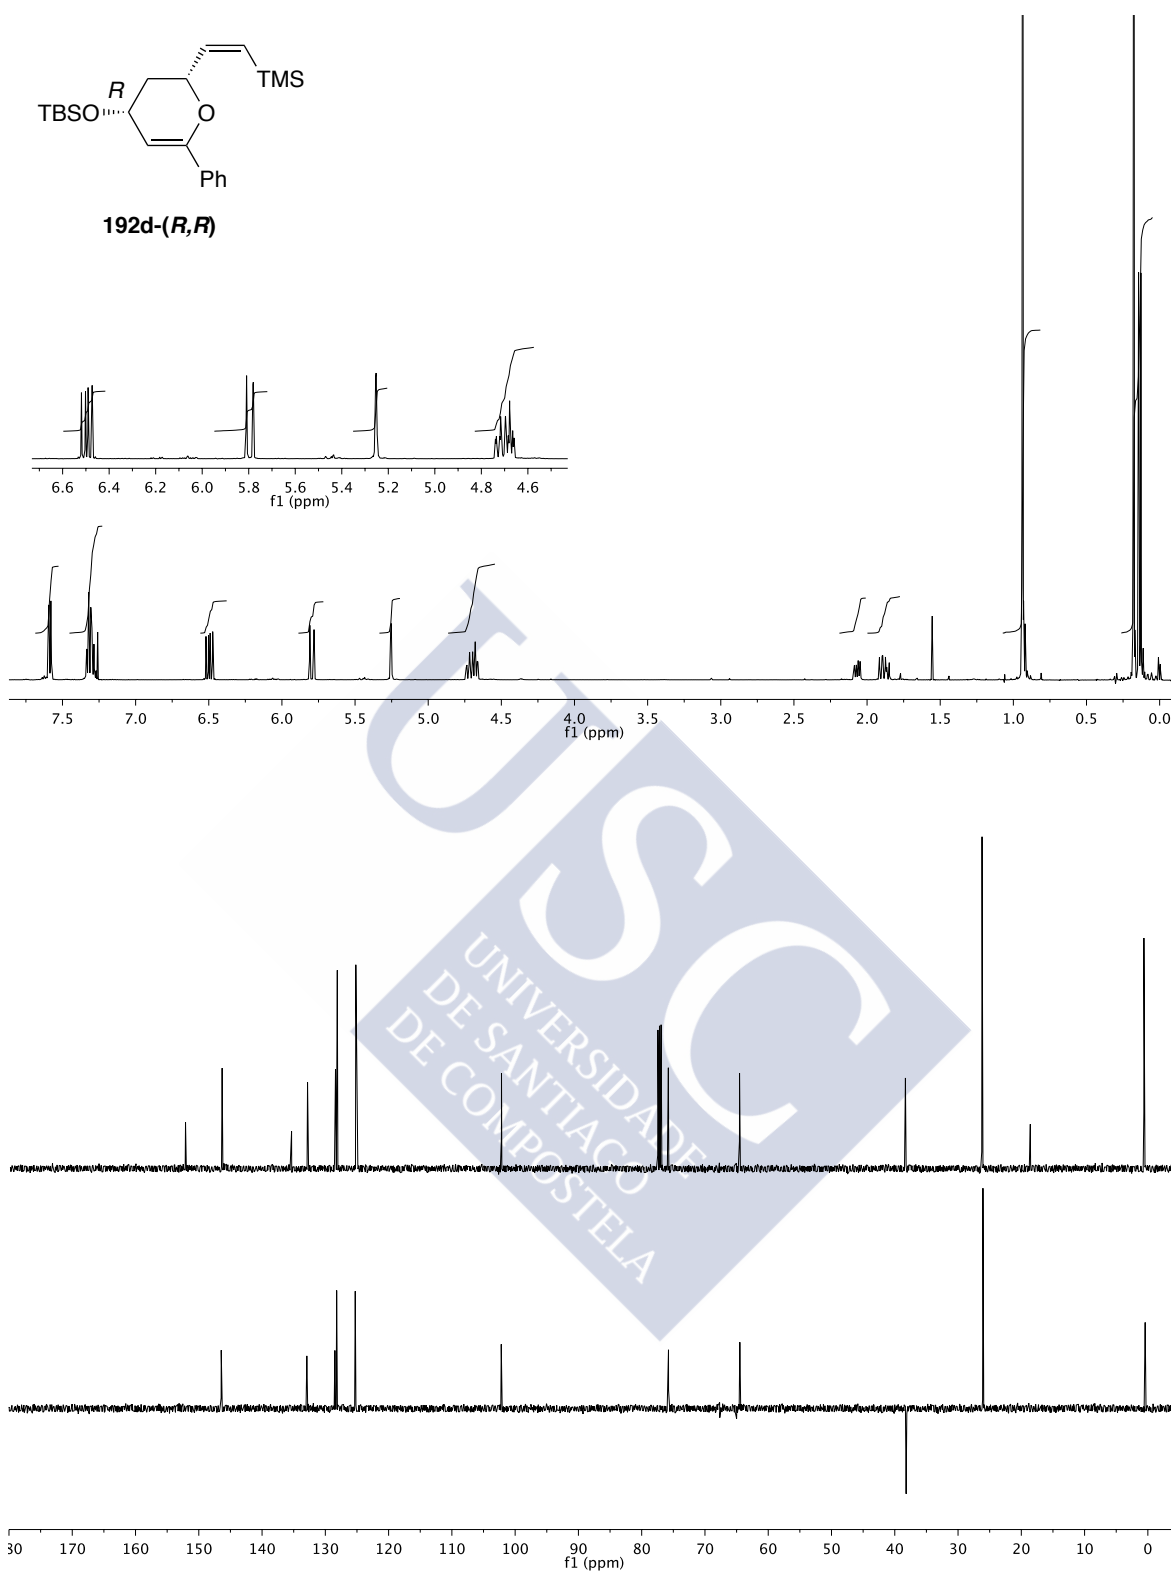 TMS
R
TBSO
O
Ph
192d-(R,R)
6.6 6.4 6.2 6.0 5.8 5.6 5.4 5.2 5.0 4.8 4.6
f1 (ppm)
7.5 7.0 6.5 6.0 5.5 5.0 4.5 4.0 3.5 3.0 2.5 2.0 1.5 1.0 0.5 0.0
f1 (ppm)
USC
UNIVERSIDADE
DE SANTIAGO
DE COMPOSTELA
30 170 160 150 140 130 120 110 100 90 80 70 60 50 40 30 20 10 0
f1 (ppm)